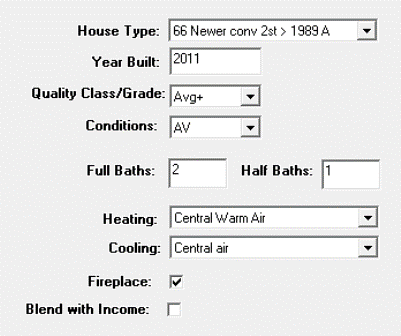 House Type: 66 Newer conv 2st > 1989 A
Year Built: 2011
Quality Class/Grade: Avg+
Conditions: AV
Full Baths: 2 Half Baths: 1
Heating: Central Warm Air
Cooling: Central air
Fireplace:
Blend with Income: